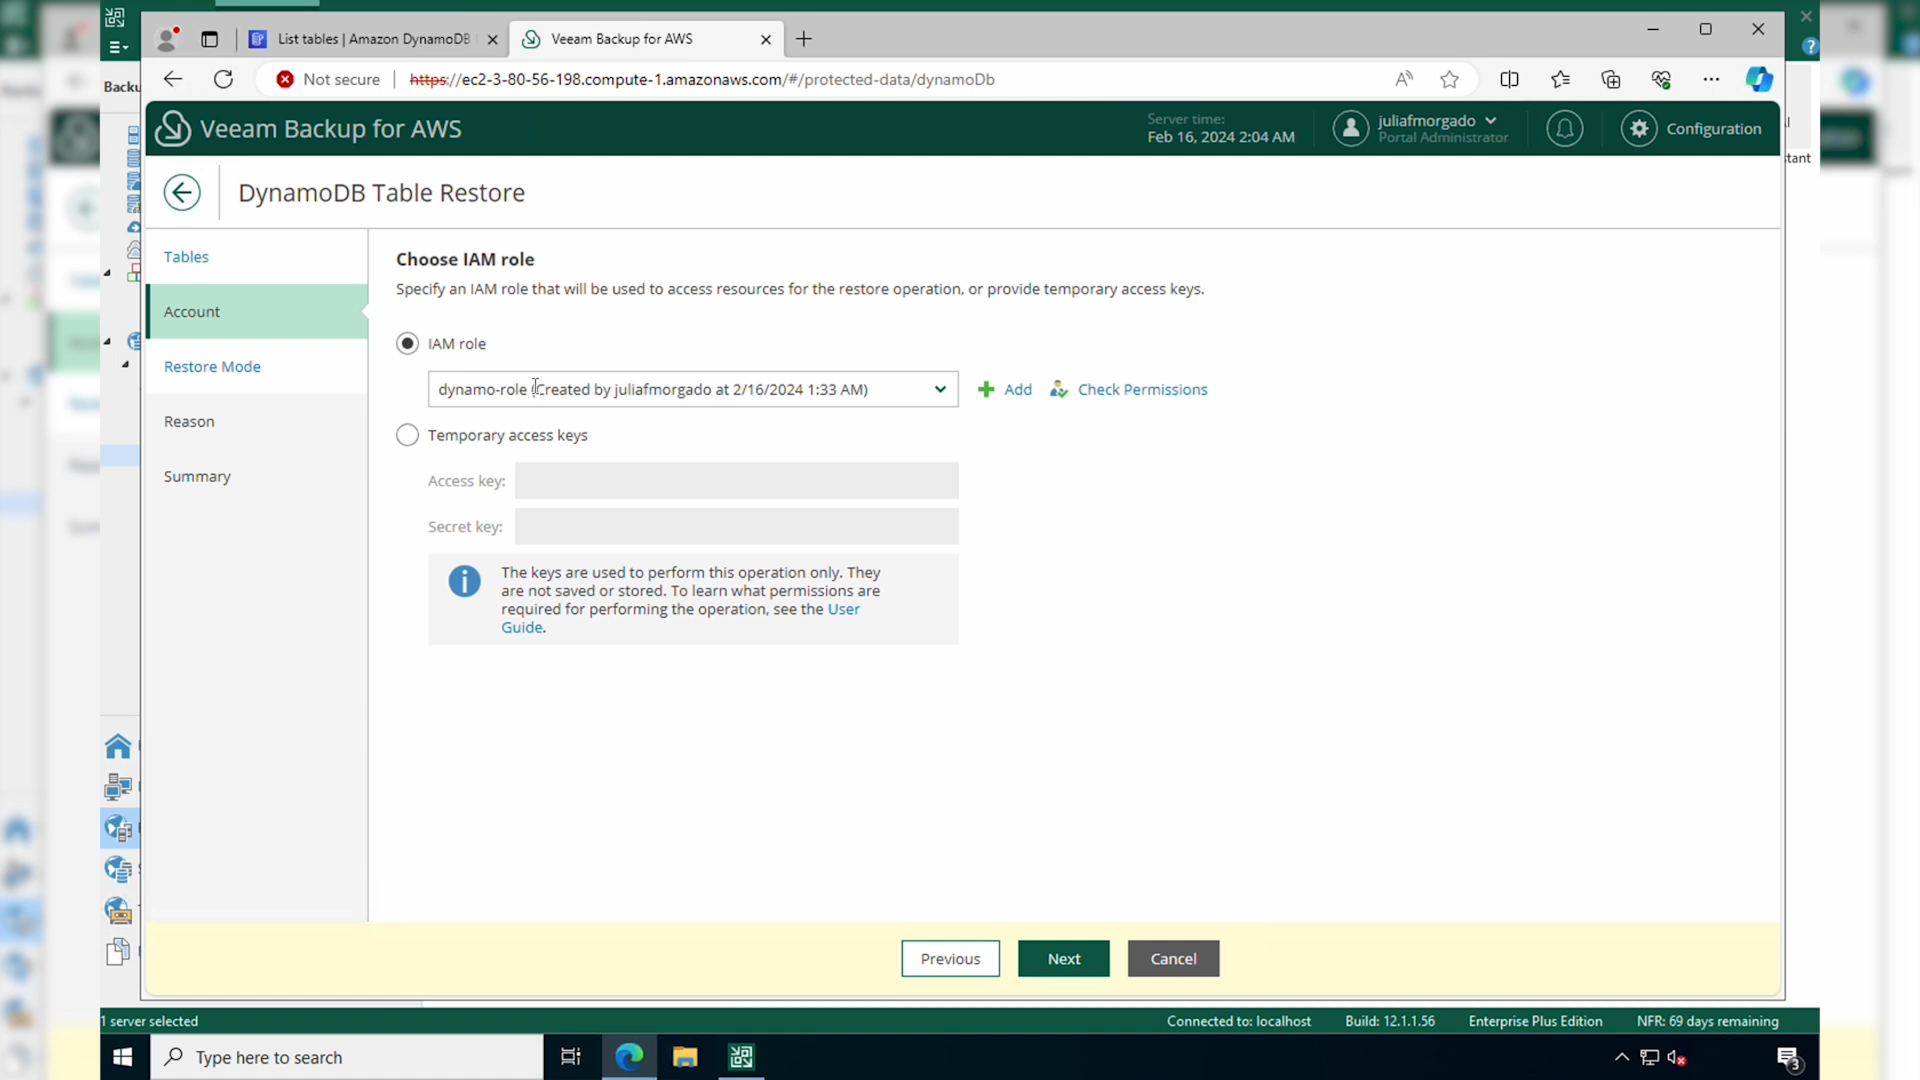 List tables | Amazon DynamoDB
Veeam Backup for AWS
Not secure
https://ec2-3-80-56-198.compute-1.amazonaws.com/#/protected-data/dynamoDb
Backu
Veeam Backup for AWS
Server time:
Feb 16, 2024 2:04 AM
juliafmorgado
Portal Administrator
Configuration
tant
DynamoDB Table Restore
Tables
Account
Restore Mode
Reason
Summary
Choose IAM role
Specify an IAM role that will be used to access resources for the restore operation, or provide temporary access keys.
IAM role
dynamo-role (Created by juliafmorgado at 2/16/2024 1:33 AM)
Add
Check Permissions
Temporary access keys
Access key:
Secret key:
The keys are used to perform this operation only. They
are not saved or stored. To learn what permissions are
required for performing the operation, see the User
Guide.
Previous
Next
Cancel
1 server selected
Connected to: localhost
Build: 12.1.1.56
Enterprise Plus Edition
NFR: 69 days remaining
Type here to search
3